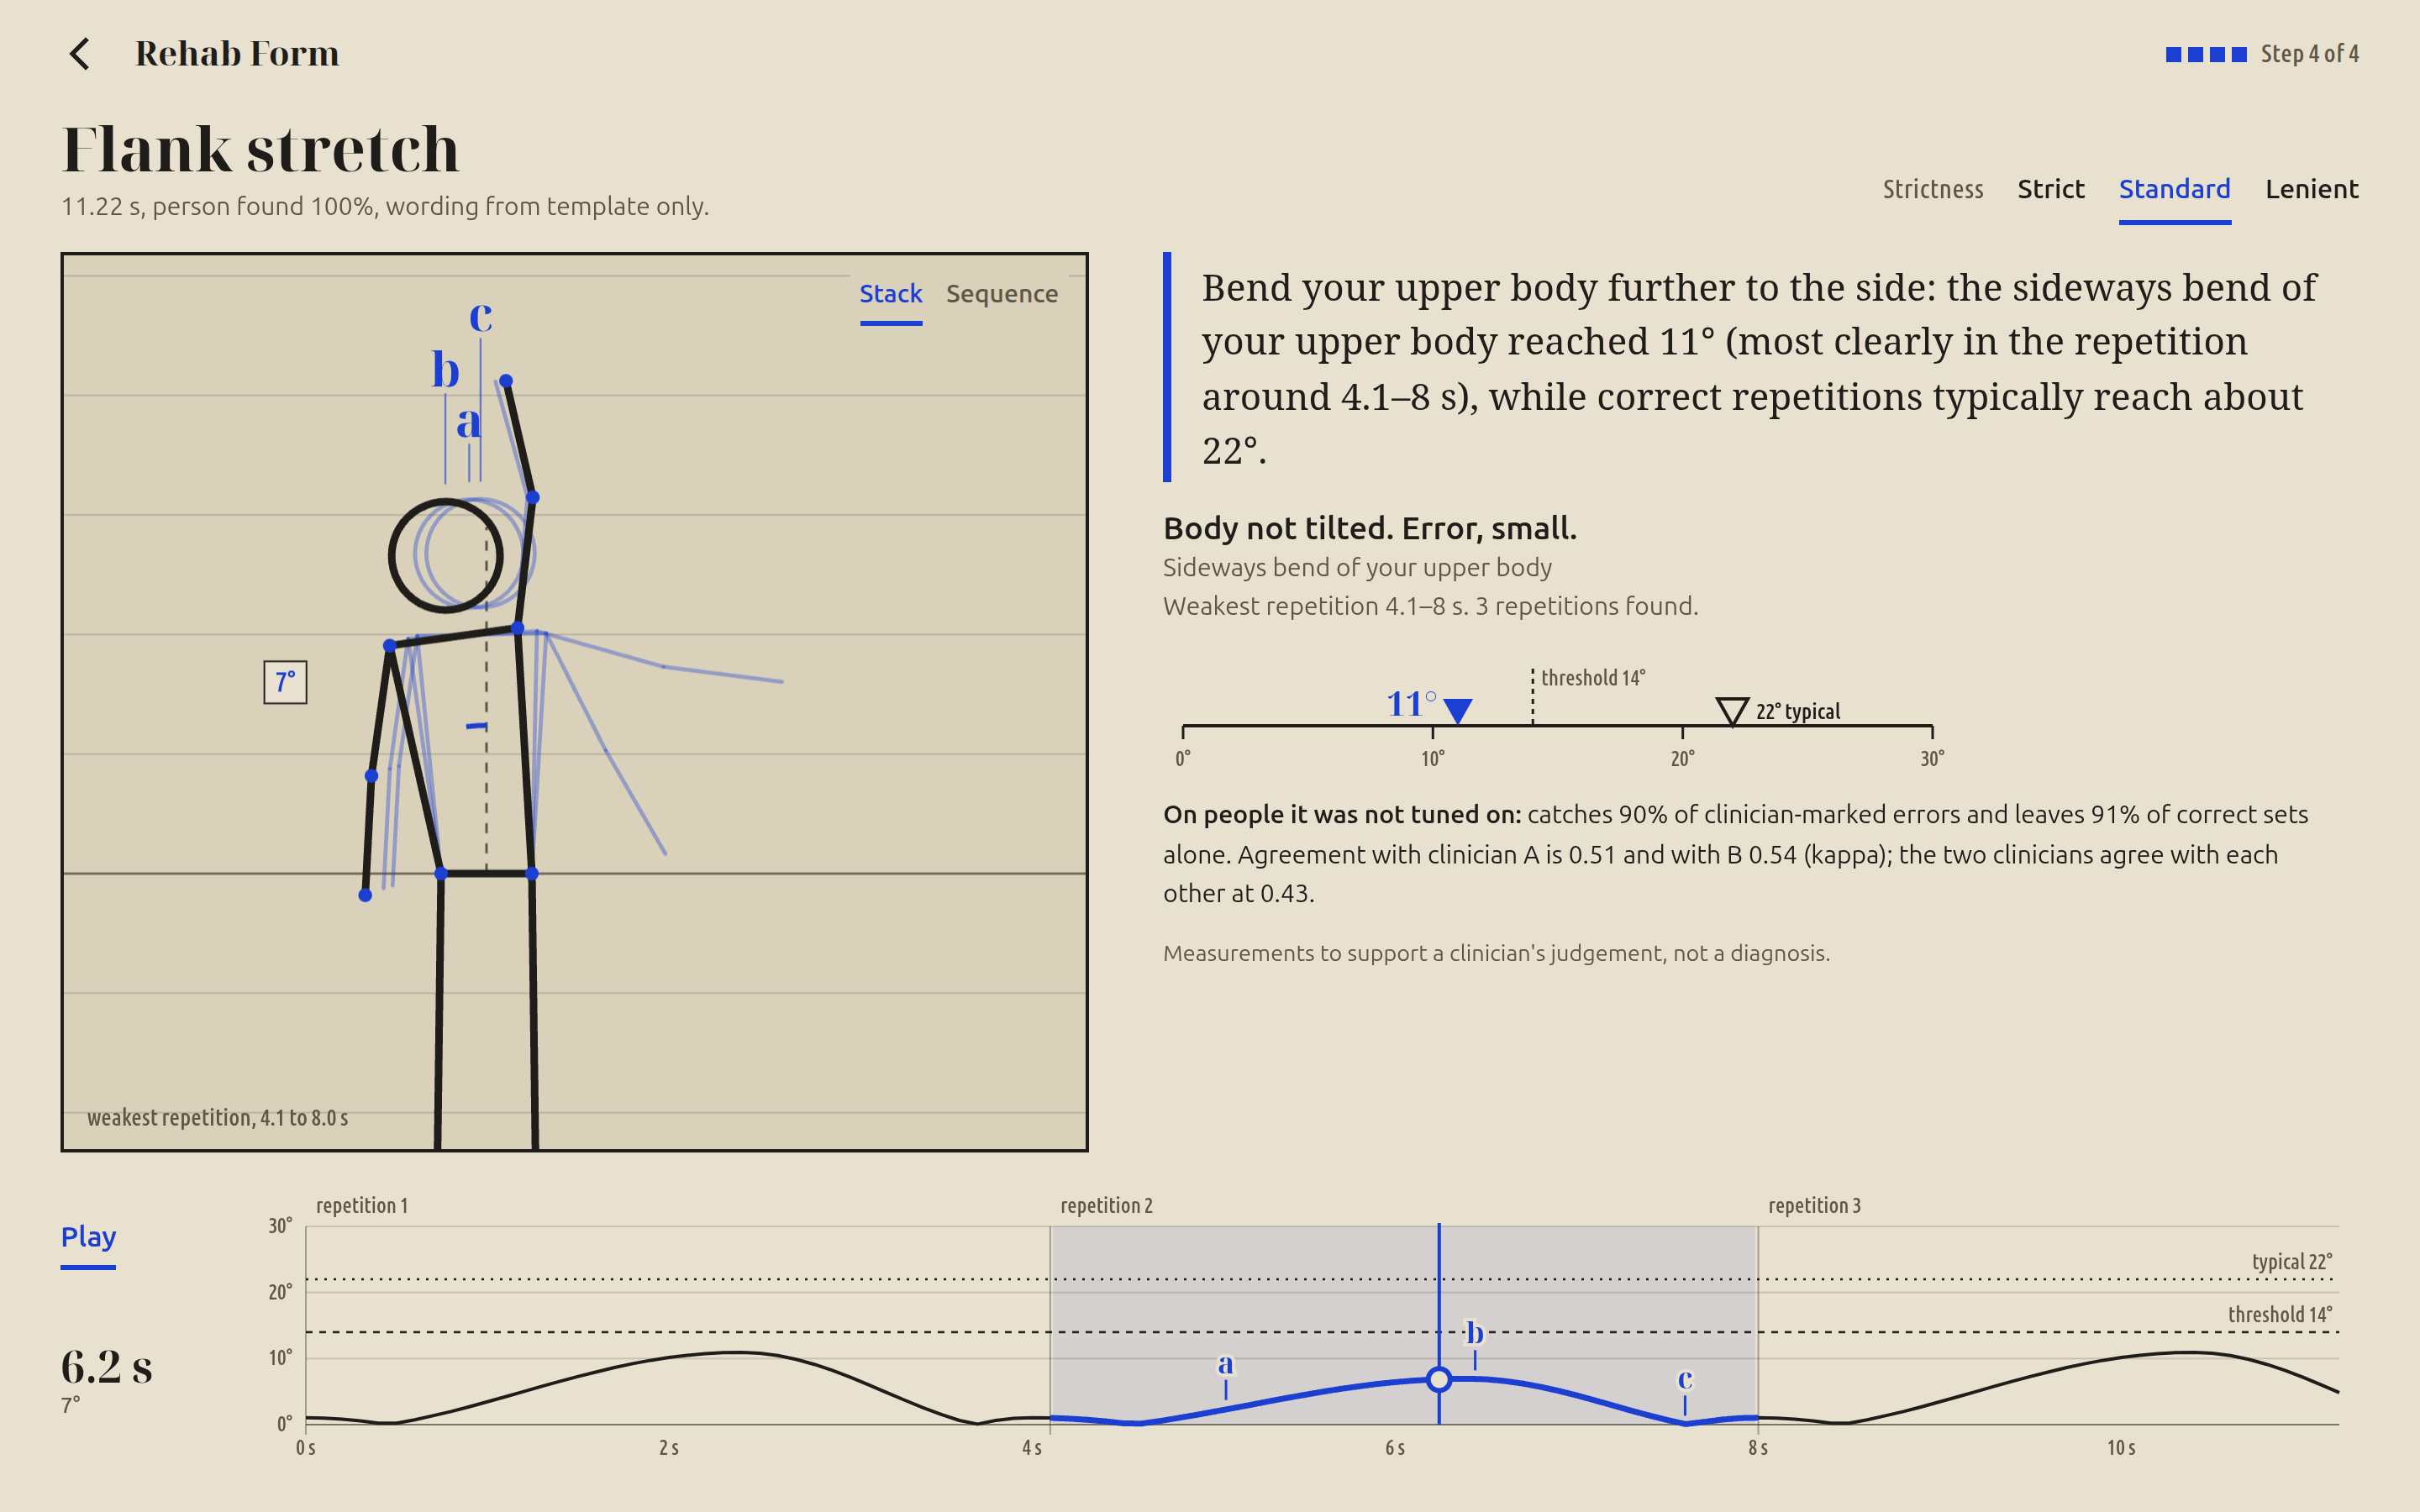 Rehab Form
Step 4 of 4
Flank stretch
11.22 s, person found 100%, wording from template only.
Strictness Strict Standard Lenient
Stack Sequence
c
b
a
7°
weakest repetition, 4.1 to 8.0 s
Bend your upper body further to the side: the sideways bend of
your upper body reached 11° (most clearly in the repetition
around 4.1–8 s), while correct repetitions typically reach about
22°.
Body not tilted. Error, small.
Sideways bend of your upper body
Weakest repetition 4.1–8 s. 3 repetitions found.
threshold 14°
11°
22° typical
0° 10° 20° 30°
On people it was not tuned on: catches 90% of clinician-marked errors and leaves 91% of correct sets
alone. Agreement with clinician A is 0.51 and with B 0.54 (kappa); the two clinicians agree with each
other at 0.43.
Measurements to support a clinician's judgement, not a diagnosis.
Play
6.2 s
7°
repetition 1 repetition 2 repetition 3
30°
typical 22°
20°
threshold 14°
b
10°
a
c
0°
0 s 2 s 4 s 6 s 8 s 10 s